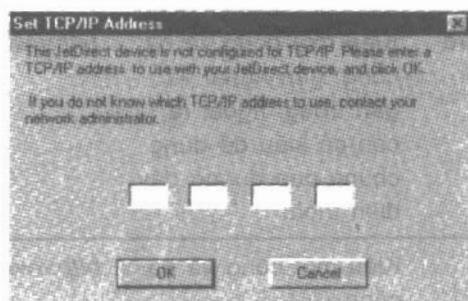 Set TCP/IP Address
This JetDirect device is not configured for TCP/IP. Please enter a
TCP/IP address to use with your JetDirect device, and click OK.
If you do not know which TCP/IP address to use, contact your
network administrator.
OK
Cancel